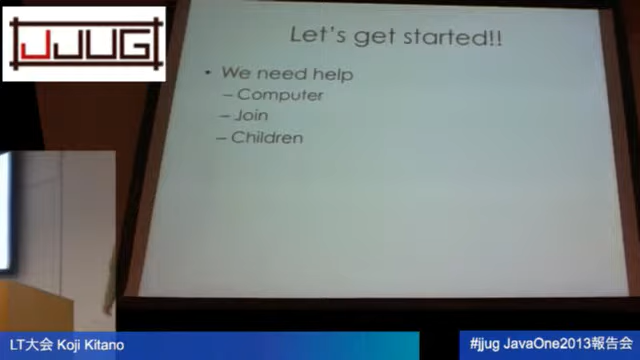 JJUG
Let's get started!!
• We need help
– Computer
– Join
– Children
LT大会 Koji Kitano
#jjug JavaOne2013報告会